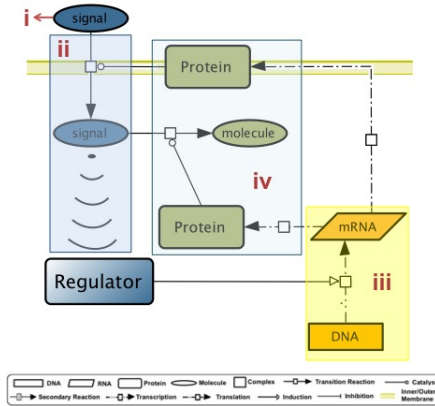 i
signal
ii
Protein
signal
molecule
iv
Protein
mRNA
iii
Regulator
DNA
DNA RNA Protein Molecule Complex Transition Reaction Catalysis
Secondary Reaction Transcription Translation Induction Inhibition Inner/Outer
Membrane